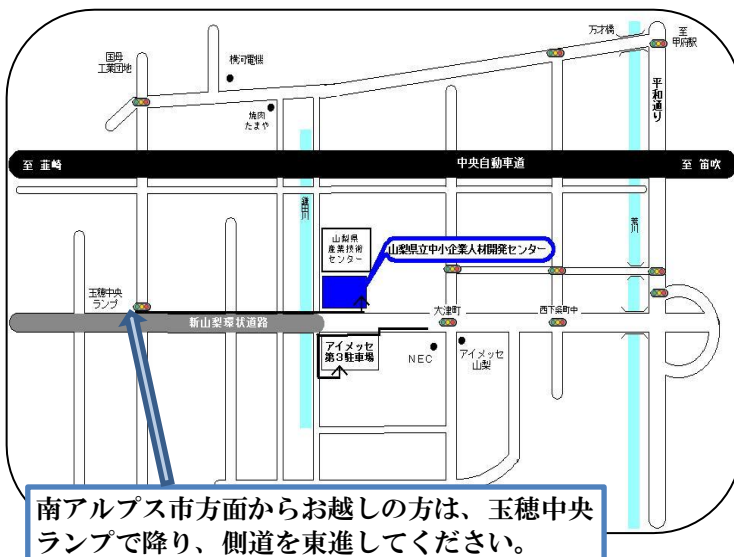 国母
工業団地
横河電機
万才橋
至
甲府駅
焼肉
たまや
平和通り
至 韮崎
中央自動車道
至 笛吹
鎌田川
荒川
山梨県
産業技術
センター
山梨県立中小企業人材開発センター
玉穂中央
ランプ
新山梨環状道路
大津町
西下条町中
アイメッセ
第3駐車場
NEC
アイメッセ
山梨
南アルプス市方面からお越しの方は、玉穂中央
ランプで降り、側道を東進してください。